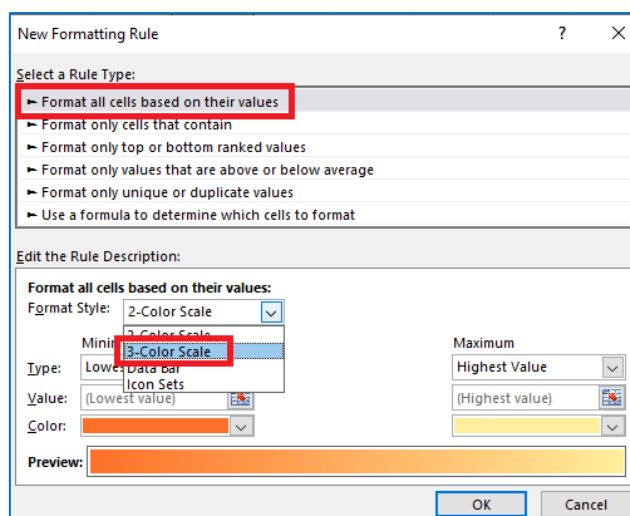 New Formatting Rule ? ×
Select a Rule Type:
► Format all cells based on their values
► Format only cells that contain
► Format only top or bottom ranked values
► Format only values that are above or below average
► Format only unique or duplicate values
► Use a formula to determine which cells to format
Edit the Rule Description:
Format all cells based on their values:
Format Style: 2-Color Scale
2-Color Scale
3-Color Scale
Data Bar
Icon Sets
Maximum
Type: Highest Value
Value: (Lowest value) (Highest value)
Color:
Preview:
OK Cancel